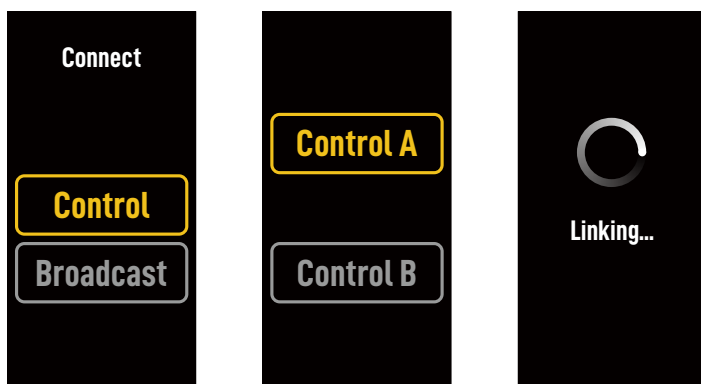 Connect
Control
Broadcast
Control A
Control B
Linking...